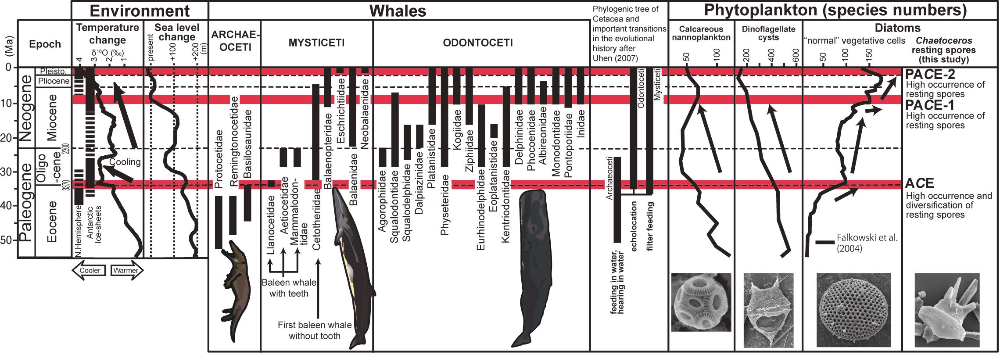 Environment
Whales
Phytoplankton (species numbers)
(Ma)
Epoch
Temperature
change
δ¹⁸O (‰)
4
3
2
1
Sea level
change
present
+100
+200
(m)
ARCHAE-
OCETI
MYSTICETI
ODONTOCETI
Phylogenic tree of
Cetacea and
important transitions
in the evolutional
history after
Uhen (2007)
Calcareous
nannoplankton
50
100
Dinoflagellate
cysts
200
400
600
Diatoms
“normal” vegetative cells
50
100
150
Chaetoceros
resting spores
(this study)
0
10
20
30
40
50
Neogene
Paleogene
Pleisto.
Pliocene
Miocene
Oligo
-cene
Eocene
2300
3370
N.Hemisphere
Antarctic
Ice-sheets
Cooling
Cooler
Warmer
Protocetidae
Remingtonocetidae
Basilosauridae
Llanocetidae
Aetiocetidae
Mammalodon-
tidae
Cetotheriidae
Balaenopteridae
Eschrichtiidae
Balaenidae
Neobalaenidae
Baleen whale
with teeth
First baleen whale
without tooth
Agorophiidae
Squalodontidae
Squalodelphidae
Dalpiazinidae
Platanistidae
Physeteridae
Kogiidae
Ziphiidae
Eurhinodelphidae
Eoplatanistidae
Kentriodontidae
Delphinidae
Phocoenidae
Albireonidae
Monodontidae
Pontoporiidae
Inidae
Archaeoceti
Odontoceti
Mysticeti
feeding in water,
hearing in water
echolocation
filter feeding
Falkowski et al.
(2004)
PACE-2
High occurrence of
resting spores
PACE-1
High occurrence of
resting spores
ACE
High occurrence and
diversification of
resting spores